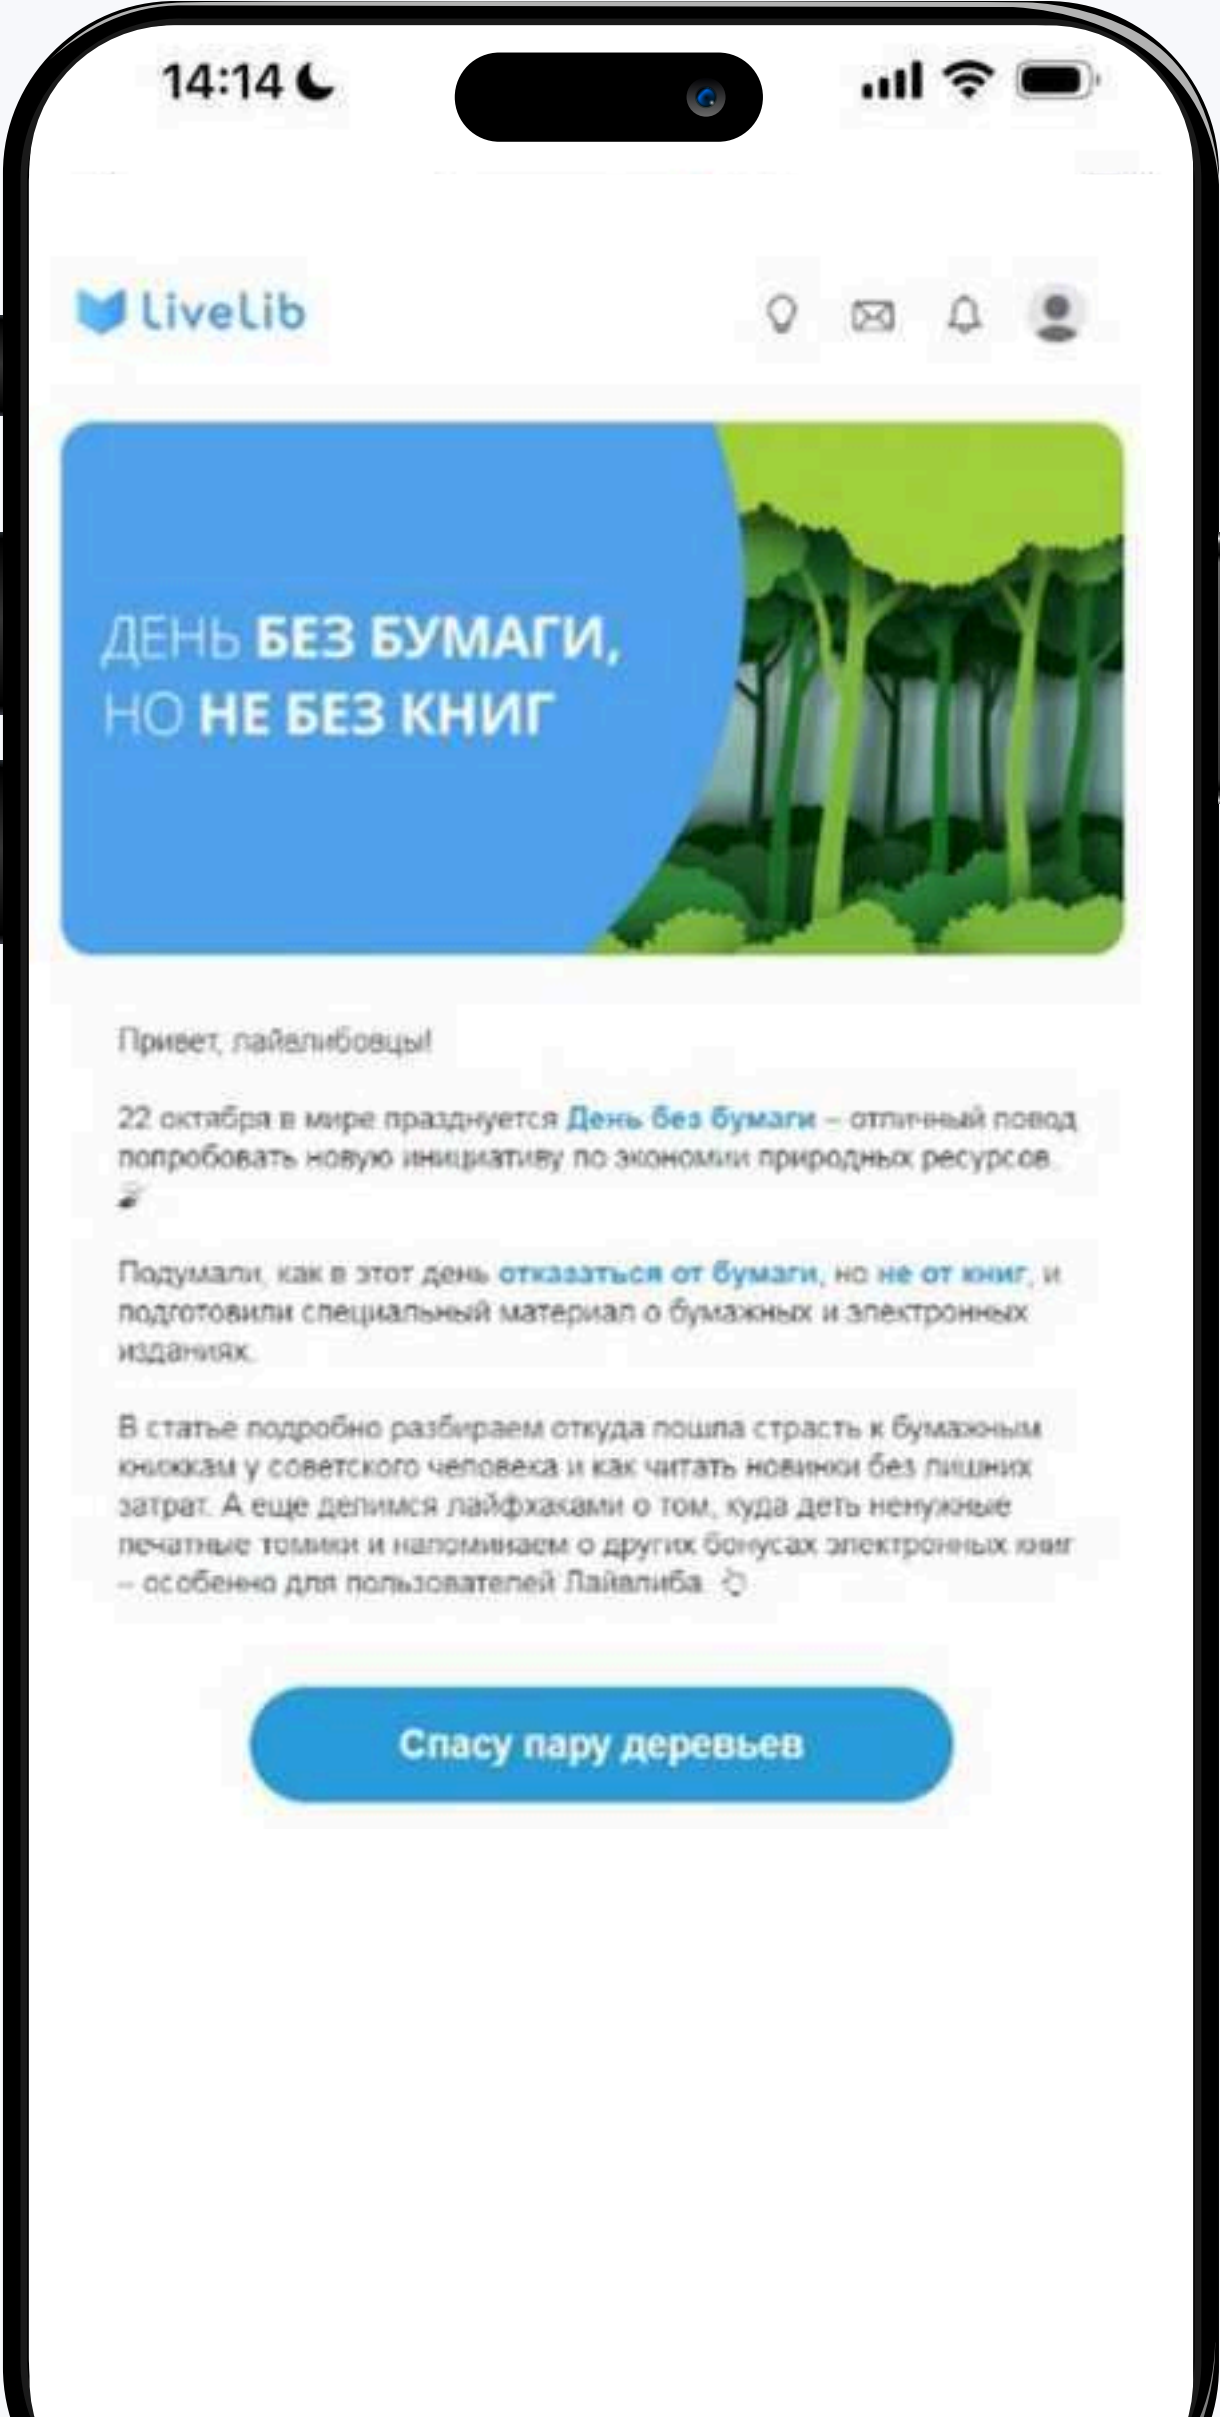 14:14
LiveLib
ДЕНЬ БЕЗ БУМАГИ,
НО НЕ БЕЗ КНИГ
Привет, лайвлибовцы!
22 октября в мире празднуется День без бумаги – отличный повод
попробовать новую инициативу по экономии природных ресурсов.
Подумали, как в этот день отказаться от бумаги, но не от книг, и
подготовили специальный материал о бумажных и электронных
изданиях.
В статье подробно разбираем откуда пошла страсть к бумажным
книжкам у советского человека и как читать новинки без лишних
затрат. А еще делимся лайфхаками о том, куда деть ненужные
печатные томики и напоминаем о других бонусах электронных книг
– особенно для пользователей Лайвлиба.
Спасу пару деревьев